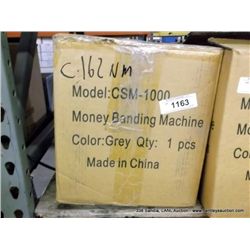 C.162 NM
Model:CSM-1000
1163
Money Banding Machine
Color:Grey Qty: 1 pcs
Made in China